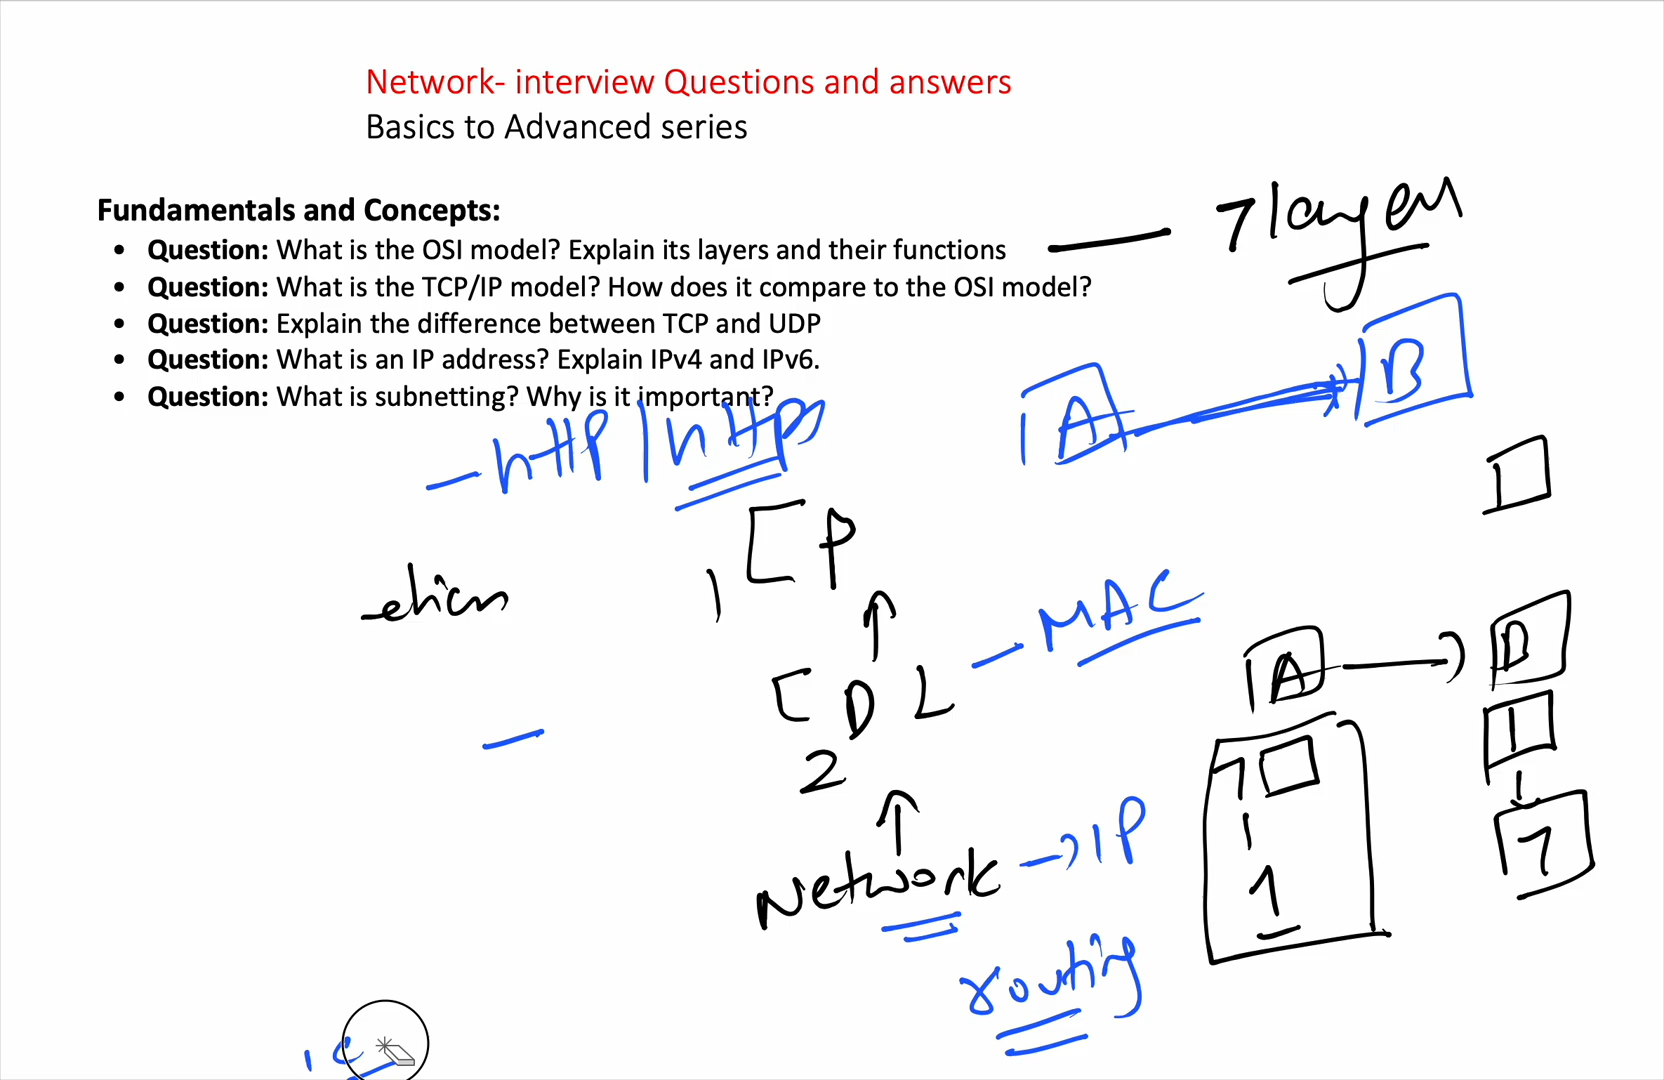 Network- interview Questions and answers
Basics to Advanced series
Fundamentals and Concepts:
• Question: What is the OSI model? Explain its layers and their functions
7 layer
• Question: What is the TCP/IP model? How does it compare to the OSI model?
• Question: Explain the difference between TCP and UDP
• Question: What is an IP address? Explain IPv4 and IPv6.
• Question: What is subnetting? Why is it important?
A B
HTTP / HTTPS
1 P
MAC
A B
DL
2
7
1
7
Network → IP
1
routing